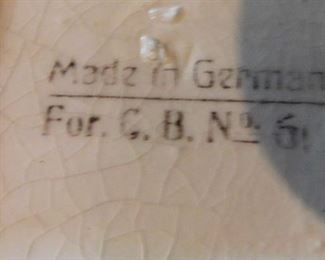 Made in German
For. C. B. Nº 6